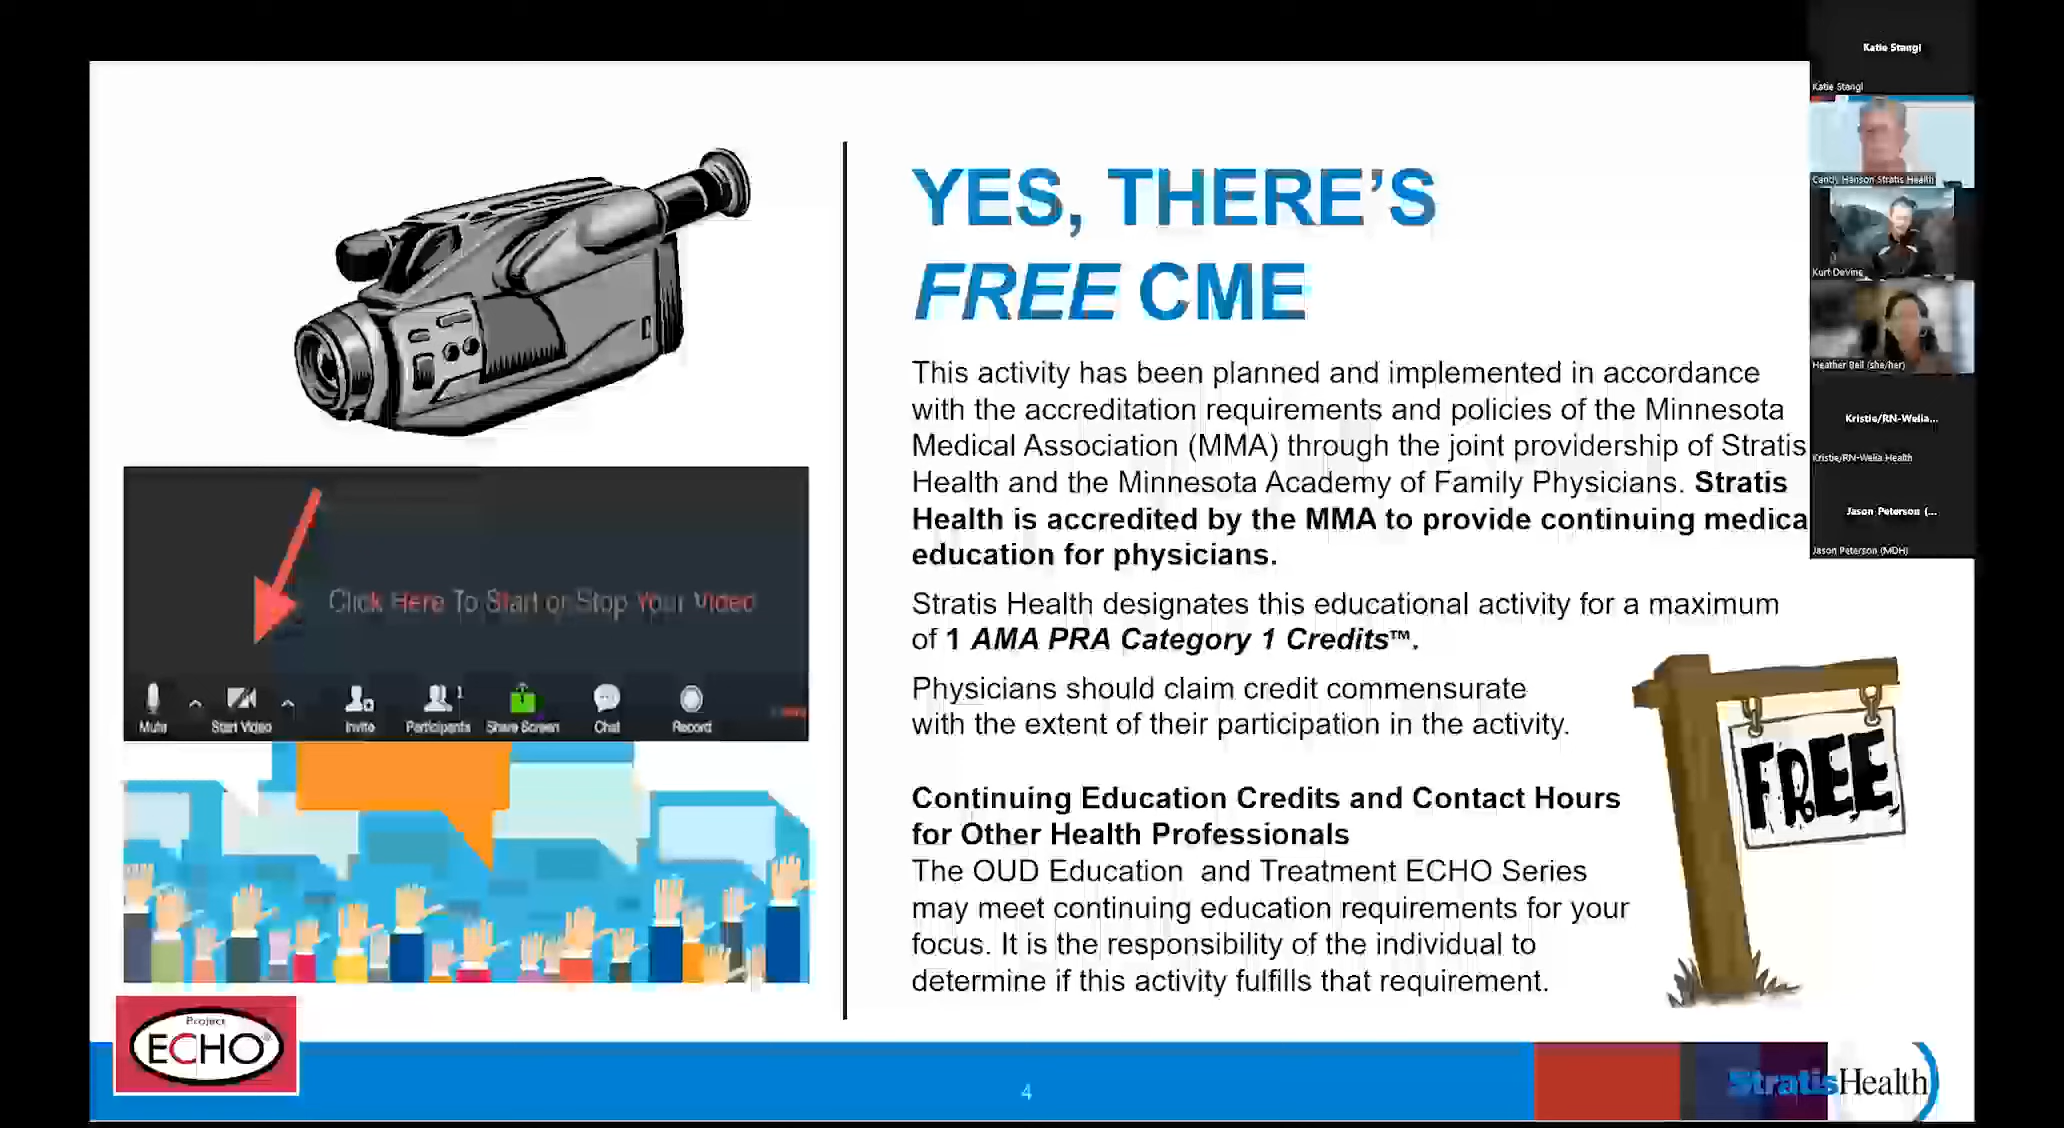 YES, THERE'S
FREE CME
This activity has been planned and implemented in accordance
with the accreditation requirements and policies of the Minnesota
Medical Association (MMA) through the joint providership of Stratis
Health and the Minnesota Academy of Family Physicians. Stratis
Health is accredited by the MMA to provide continuing medica
education for physicians.
Stratis Health designates this educational activity for a maximum
of 1 AMA PRA Category 1 Credits™.
Physicians should claim credit commensurate
with the extent of their participation in the activity.
Continuing Education Credits and Contact Hours
for Other Health Professionals
The OUD Education and Treatment ECHO Series
may meet continuing education requirements for your
focus. It is the responsibility of the individual to
determine if this activity fulfills that requirement.
FREE
Click Here To Start or Stop Your Video
1
Mute Start Video Invite Participants Share Screen Chat Record
Project
ECHO®
4
StratisHealth
Katie Stangl
Katie Stangl
Candy Hanson Stratis Health
Kurt DeVine
Heather Bell (she/her)
Kristie/RN-Welia...
Kristie/RN-Welia Health
Jason Peterson (...
Jason Peterson (MDH)